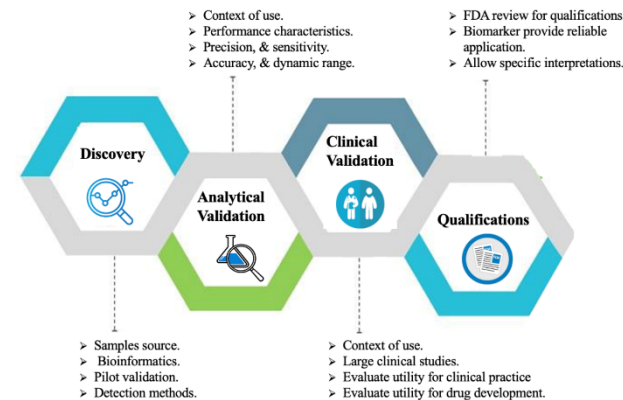 ➢ Context of use.
➢ Performance characteristics.
➢ Precision, & sensitivity.
➢ Accuracy, & dynamic range.
➢ FDA review for qualifications
➢ Biomarker provide reliable
application.
➢ Allow specific interpretations.
Discovery
Analytical
Validation
Clinical
Validation
Qualifications
➢ Samples source.
➢ Bioinformatics.
➢ Pilot validation.
➢ Detection methods.
➢ Context of use.
➢ Large clinical studies.
➢ Evaluate utility for clinical practice
➢ Evaluate utility for drug development.